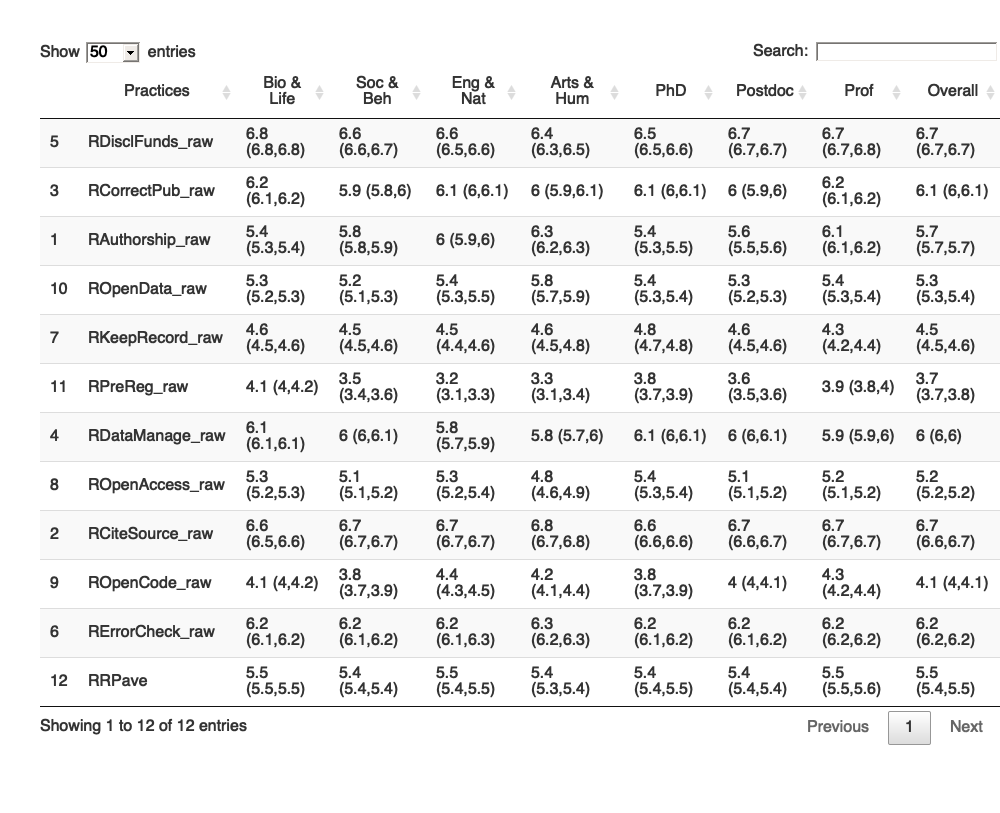 Show 50 entries Search:
Practices Bio & Life Soc & Beh Eng & Nat Arts & Hum PhD Postdoc Prof Overall
5 RDisclFunds_raw 6.8 (6.8,6.8) 6.6 (6.6,6.7) 6.6 (6.5,6.6) 6.4 (6.3,6.5) 6.5 (6.5,6.6) 6.7 (6.7,6.7) 6.7 (6.7,6.8) 6.7 (6.7,6.7)
3 RCorrectPub_raw 6.2 (6.1,6.2) 5.9 (5.8,6) 6.1 (6,6.1) 6 (5.9,6.1) 6.1 (6,6.1) 6 (5.9,6) 6.2 (6.1,6.2) 6.1 (6,6.1)
1 RAuthorship_raw 5.4 (5.3,5.4) 5.8 (5.8,5.9) 6 (5.9,6) 6.3 (6.2,6.3) 5.4 (5.3,5.5) 5.6 (5.5,5.6) 6.1 (6.1,6.2) 5.7 (5.7,5.7)
10 ROpenData_raw 5.3 (5.2,5.3) 5.2 (5.1,5.3) 5.4 (5.3,5.5) 5.8 (5.7,5.9) 5.4 (5.3,5.4) 5.3 (5.2,5.3) 5.4 (5.3,5.4) 5.3 (5.3,5.4)
7 RKeepRecord_raw 4.6 (4.5,4.6) 4.5 (4.5,4.6) 4.5 (4.4,4.6) 4.6 (4.5,4.8) 4.8 (4.7,4.8) 4.6 (4.5,4.6) 4.3 (4.2,4.4) 4.5 (4.5,4.6)
11 RPreReg_raw 4.1 (4,4.2) 3.5 (3.4,3.6) 3.2 (3.1,3.3) 3.3 (3.1,3.4) 3.8 (3.7,3.9) 3.6 (3.5,3.6) 3.9 (3.8,4) 3.7 (3.7,3.8)
4 RDataManage_raw 6.1 (6.1,6.1) 6 (6,6.1) 5.8 (5.7,5.9) 5.8 (5.7,6) 6.1 (6,6.1) 6 (6,6.1) 5.9 (5.9,6) 6 (6,6)
8 ROpenAccess_raw 5.3 (5.2,5.3) 5.1 (5.1,5.2) 5.3 (5.2,5.4) 4.8 (4.6,4.9) 5.4 (5.3,5.4) 5.1 (5.1,5.2) 5.2 (5.1,5.2) 5.2 (5.2,5.2)
2 RCiteSource_raw 6.6 (6.5,6.6) 6.7 (6.7,6.7) 6.7 (6.7,6.7) 6.8 (6.7,6.8) 6.6 (6.6,6.6) 6.7 (6.6,6.7) 6.7 (6.7,6.7) 6.7 (6.6,6.7)
9 ROpenCode_raw 4.1 (4,4.2) 3.8 (3.7,3.9) 4.4 (4.3,4.5) 4.2 (4.1,4.4) 3.8 (3.7,3.9) 4 (4,4.1) 4.3 (4.2,4.4) 4.1 (4,4.1)
6 RErrorCheck_raw 6.2 (6.1,6.2) 6.2 (6.1,6.2) 6.2 (6.1,6.3) 6.3 (6.2,6.3) 6.2 (6.1,6.2) 6.2 (6.1,6.2) 6.2 (6.2,6.2) 6.2 (6.2,6.2)
12 RRPave 5.5 (5.5,5.5) 5.4 (5.4,5.4) 5.5 (5.4,5.5) 5.4 (5.3,5.4) 5.4 (5.4,5.5) 5.4 (5.4,5.4) 5.5 (5.5,5.6) 5.5 (5.4,5.5)
Showing 1 to 12 of 12 entries Previous 1 Next